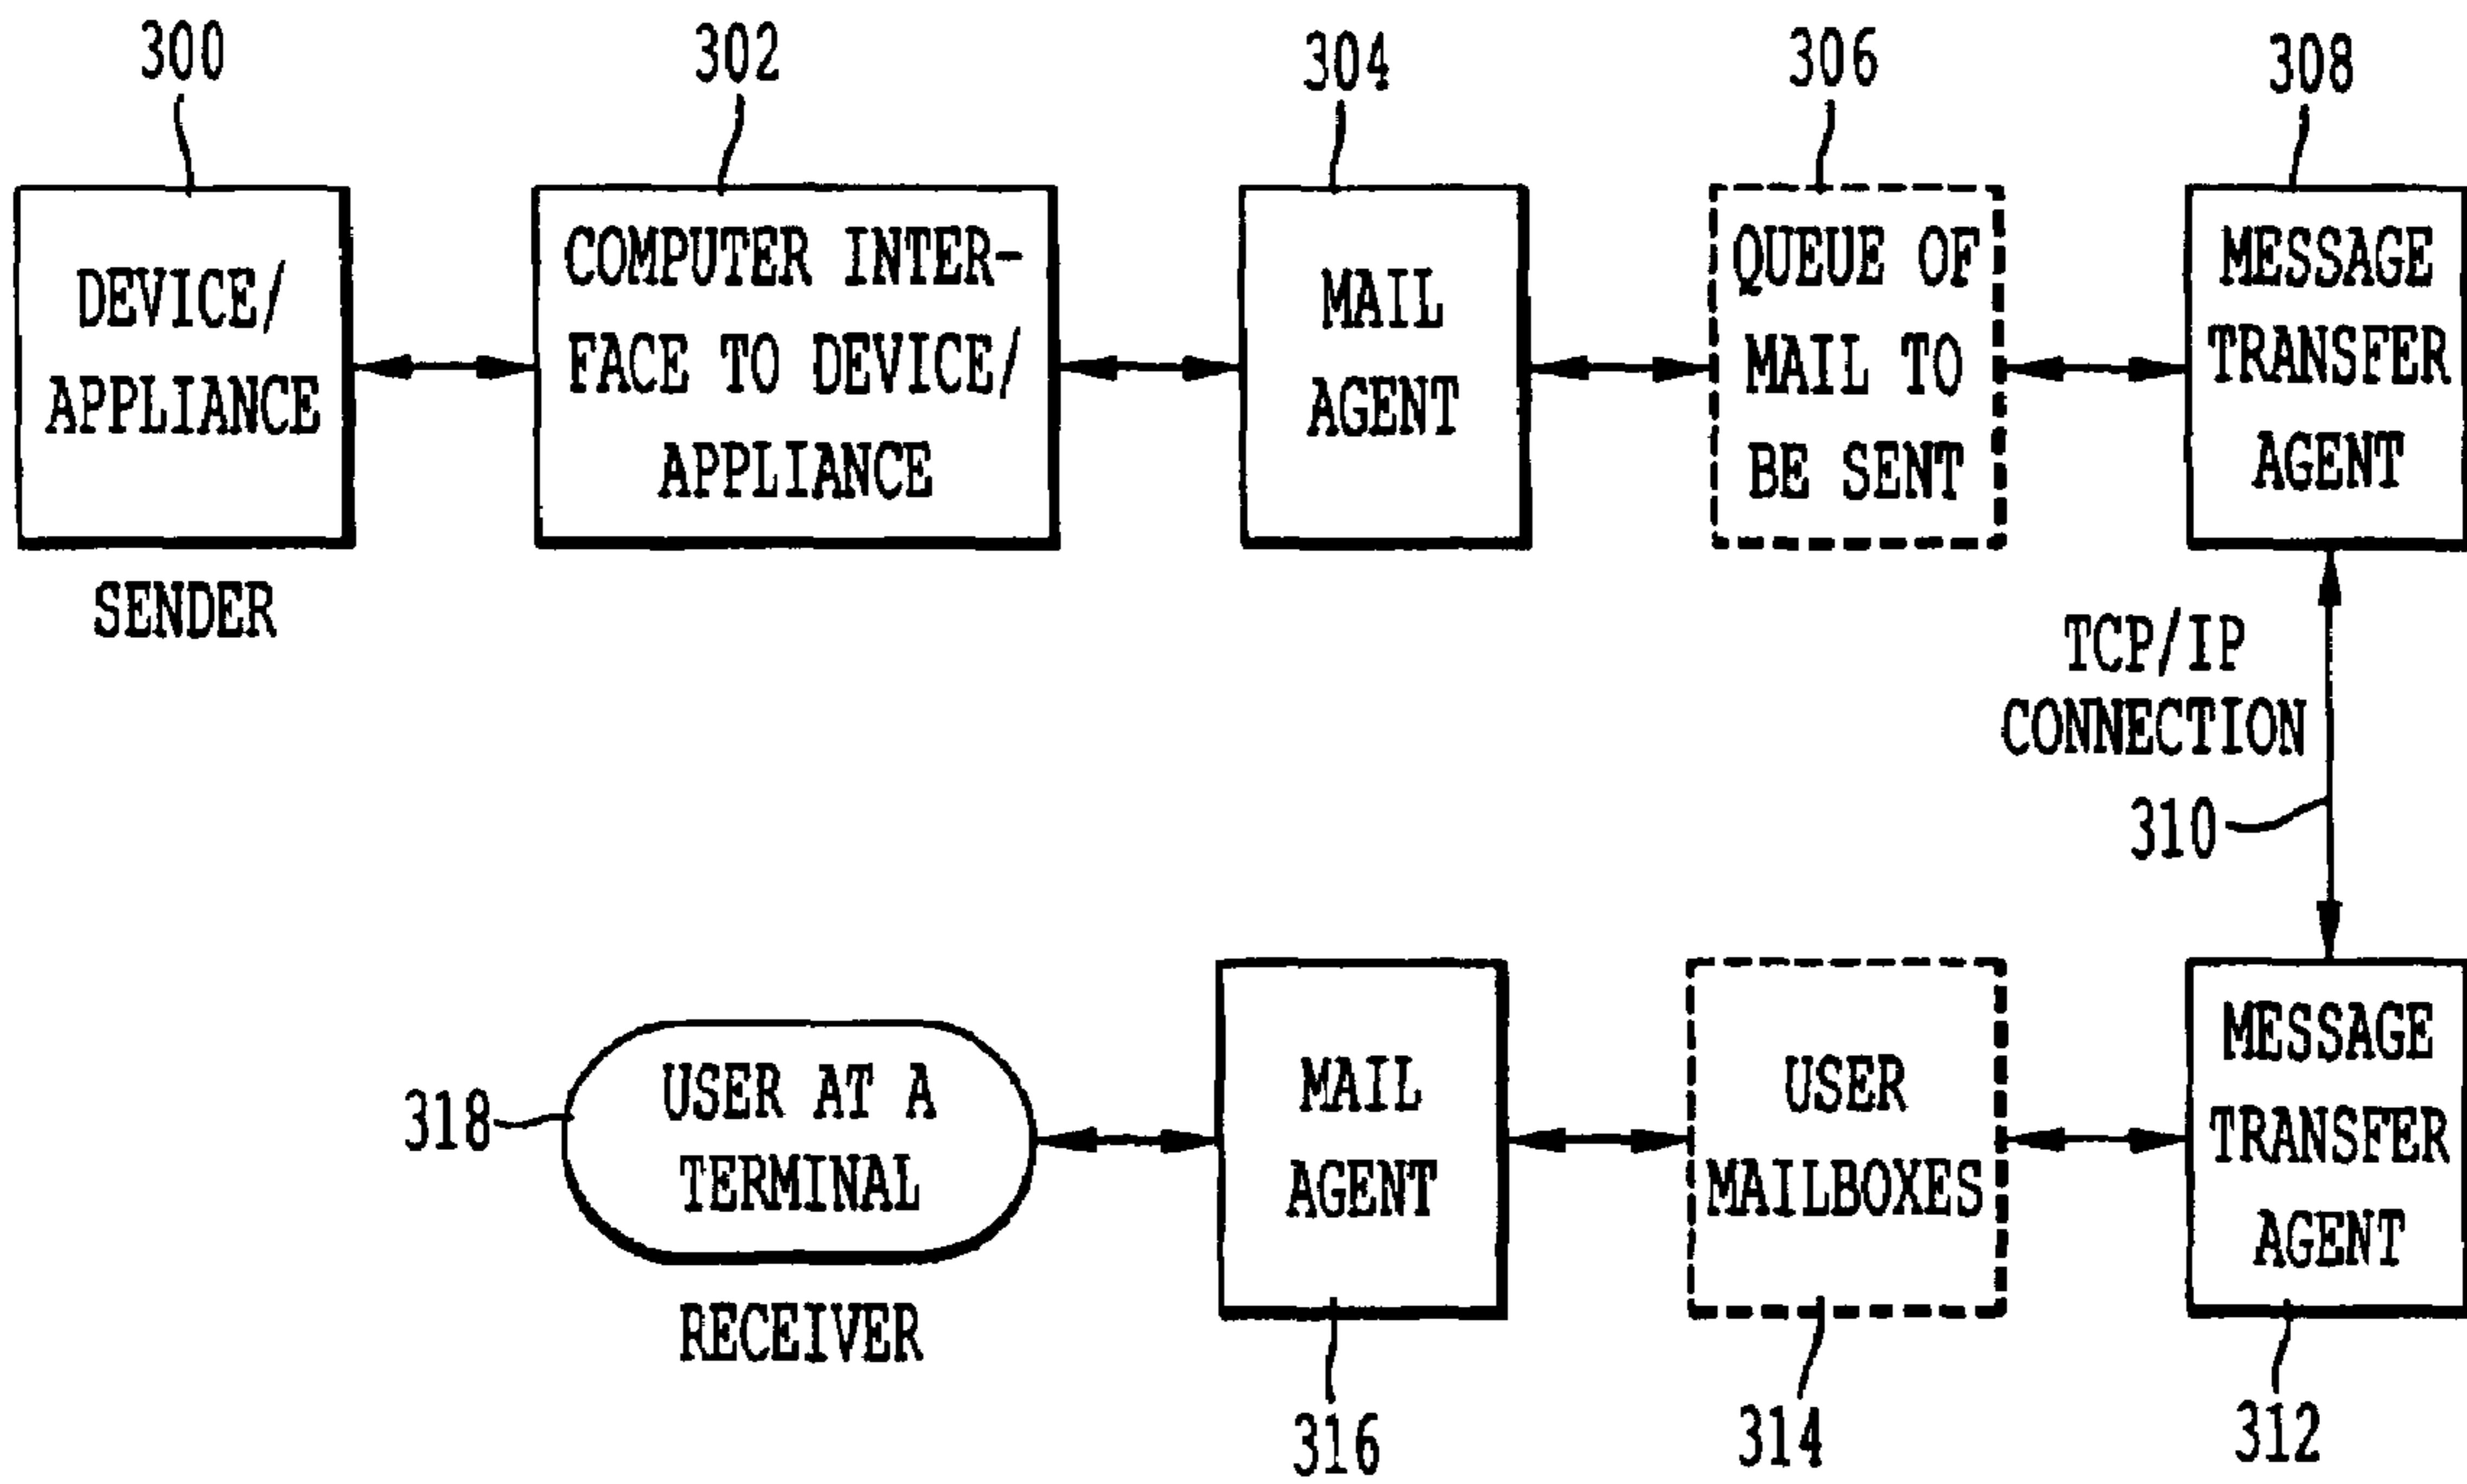 300
302
304
306
308
DEVICE/
APPLIANCE
SENDER
COMPUTER INTER-
FACE TO DEVICE/
APPLIANCE
MAIL
AGENT
QUEUE OF
MAIL TO
BE SENT
MESSAGE
TRANSFER
AGENT
TCP/IP
CONNECTION
310
318
USER AT A
TERMINAL
RECEIVER
MAIL
AGENT
USER
MAILBOXES
MESSAGE
TRANSFER
AGENT
316
314
312